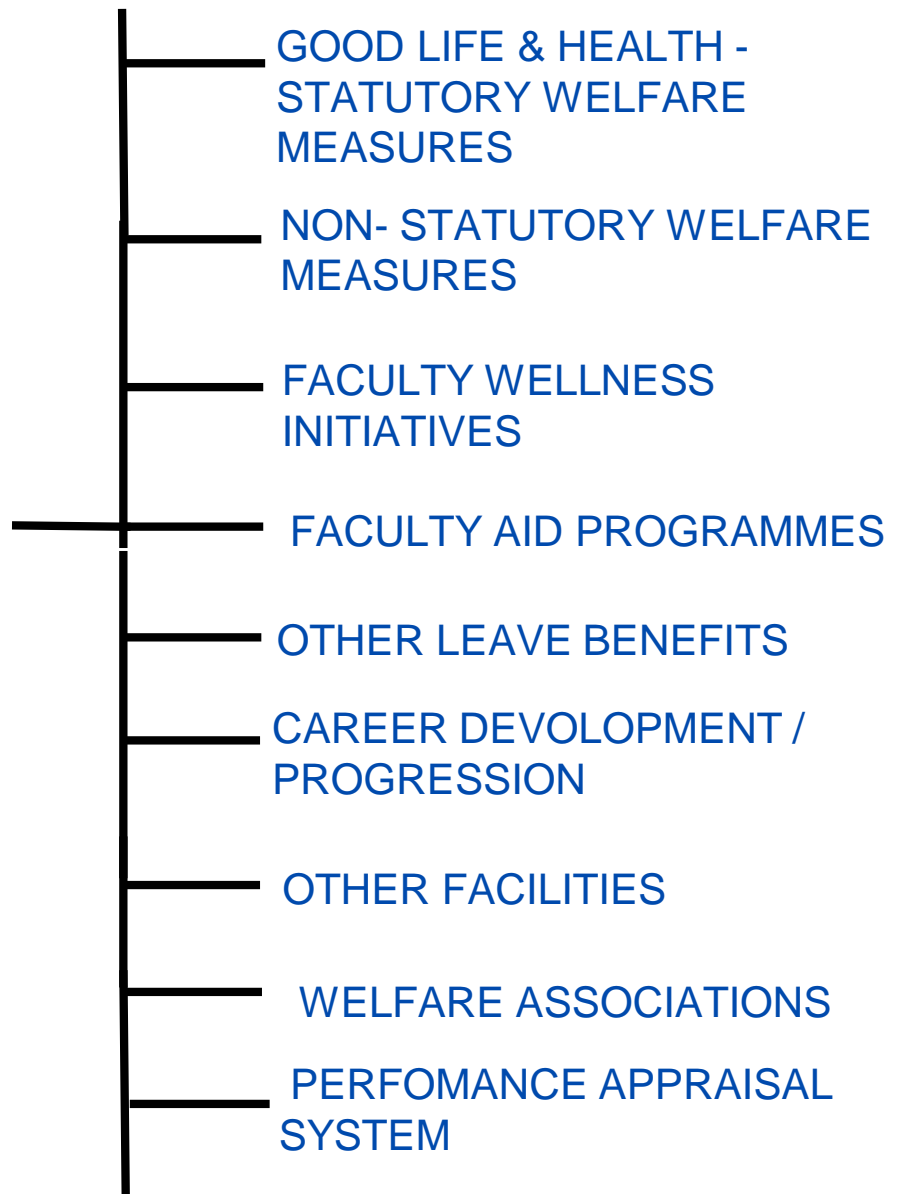 GOOD LIFE & HEALTH -
STATUTORY WELFARE
MEASURES
NON- STATUTORY WELFARE
MEASURES
FACULTY WELLNESS
INITIATIVES
FACULTY AID PROGRAMMES
OTHER LEAVE BENEFITS
CAREER DEVOLOPMENT /
PROGRESSION
OTHER FACILITIES
WELFARE ASSOCIATIONS
PERFOMANCE APPRAISAL
SYSTEM